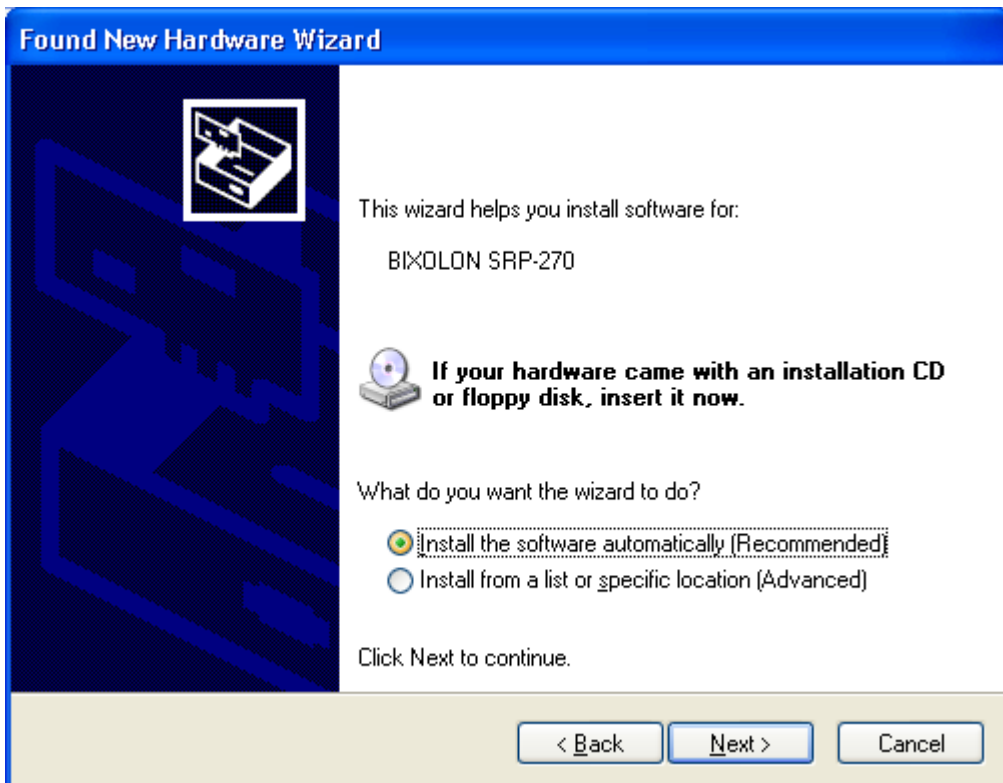 Found New Hardware Wizard
This wizard helps you install software for:
BIXOLON SRP-270
If your hardware came with an installation CD
or floppy disk, insert it now.
What do you want the wizard to do?
Install the software automatically (Recommended)
Install from a list or specific location (Advanced)
Click Next to continue.
< Back Next > Cancel